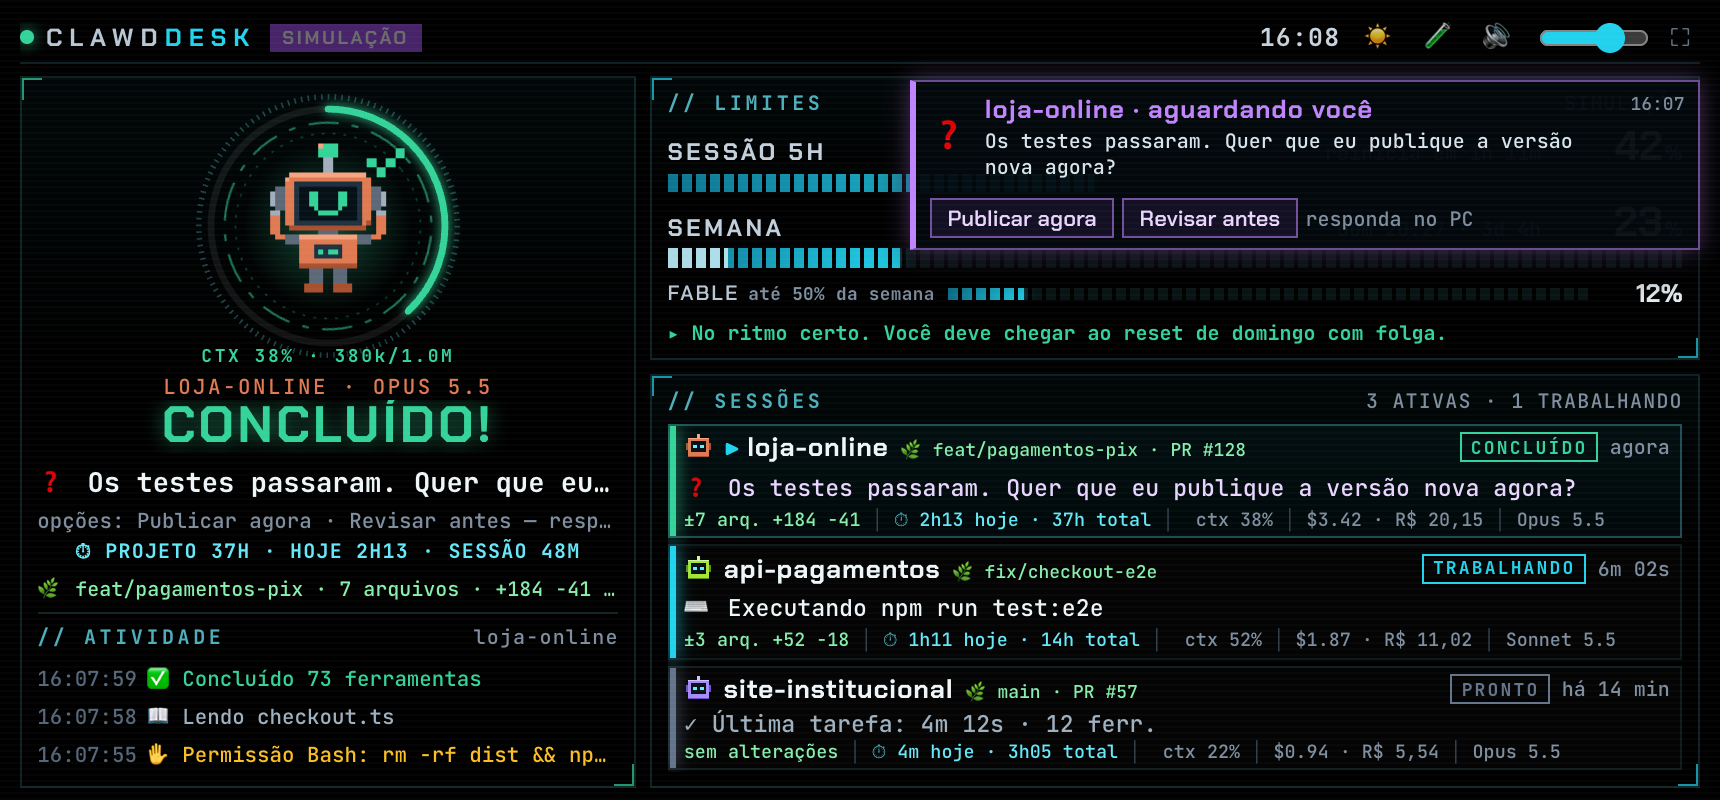 CLAWDDESK SIMULAÇÃO 16:08
CTX 38% · 380k/1.0M
LOJA-ONLINE · OPUS 5.5
CONCLUÍDO!
❓ Os testes passaram. Quer que eu…
opções: Publicar agora · Revisar antes — resp…
⏱ PROJETO 37H · HOJE 2H13 · SESSÃO 48M
🌿 feat/pagamentos-pix · 7 arquivos · +184 -41 …
// ATIVIDADE loja-online
16:07:59 ✅ Concluído 73 ferramentas
16:07:58 📖 Lendo checkout.ts
16:07:55 ✋ Permissão Bash: rm -rf dist && np…
// LIMITES
SESSÃO 5H 42%
SEMANA 23%
FABLE até 50% da semana 12%
▸ No ritmo certo. Você deve chegar ao reset de domingo com folga.
loja-online · aguardando você 16:07
❓ Os testes passaram. Quer que eu publique a versão
nova agora?
Publicar agora Revisar antes responda no PC
// SESSÕES 3 ATIVAS · 1 TRABALHANDO
▶ loja-online 🌿 feat/pagamentos-pix · PR #128 CONCLUÍDO agora
❓ Os testes passaram. Quer que eu publique a versão nova agora?
±7 arq. +184 -41 | ⏱ 2h13 hoje · 37h total | ctx 38% | $3.42 · R$ 20,15 | Opus 5.5
api-pagamentos 🌿 fix/checkout-e2e TRABALHANDO 6m 02s
⌨️ Executando npm run test:e2e
±3 arq. +52 -18 | ⏱ 1h11 hoje · 14h total | ctx 52% | $1.87 · R$ 11,02 | Sonnet 5.5
site-institucional 🌿 main · PR #57 PRONTO há 14 min
✓ Última tarefa: 4m 12s · 12 ferr.
sem alterações | ⏱ 4m hoje · 3h05 total | ctx 22% | $0.94 · R$ 5,54 | Opus 5.5